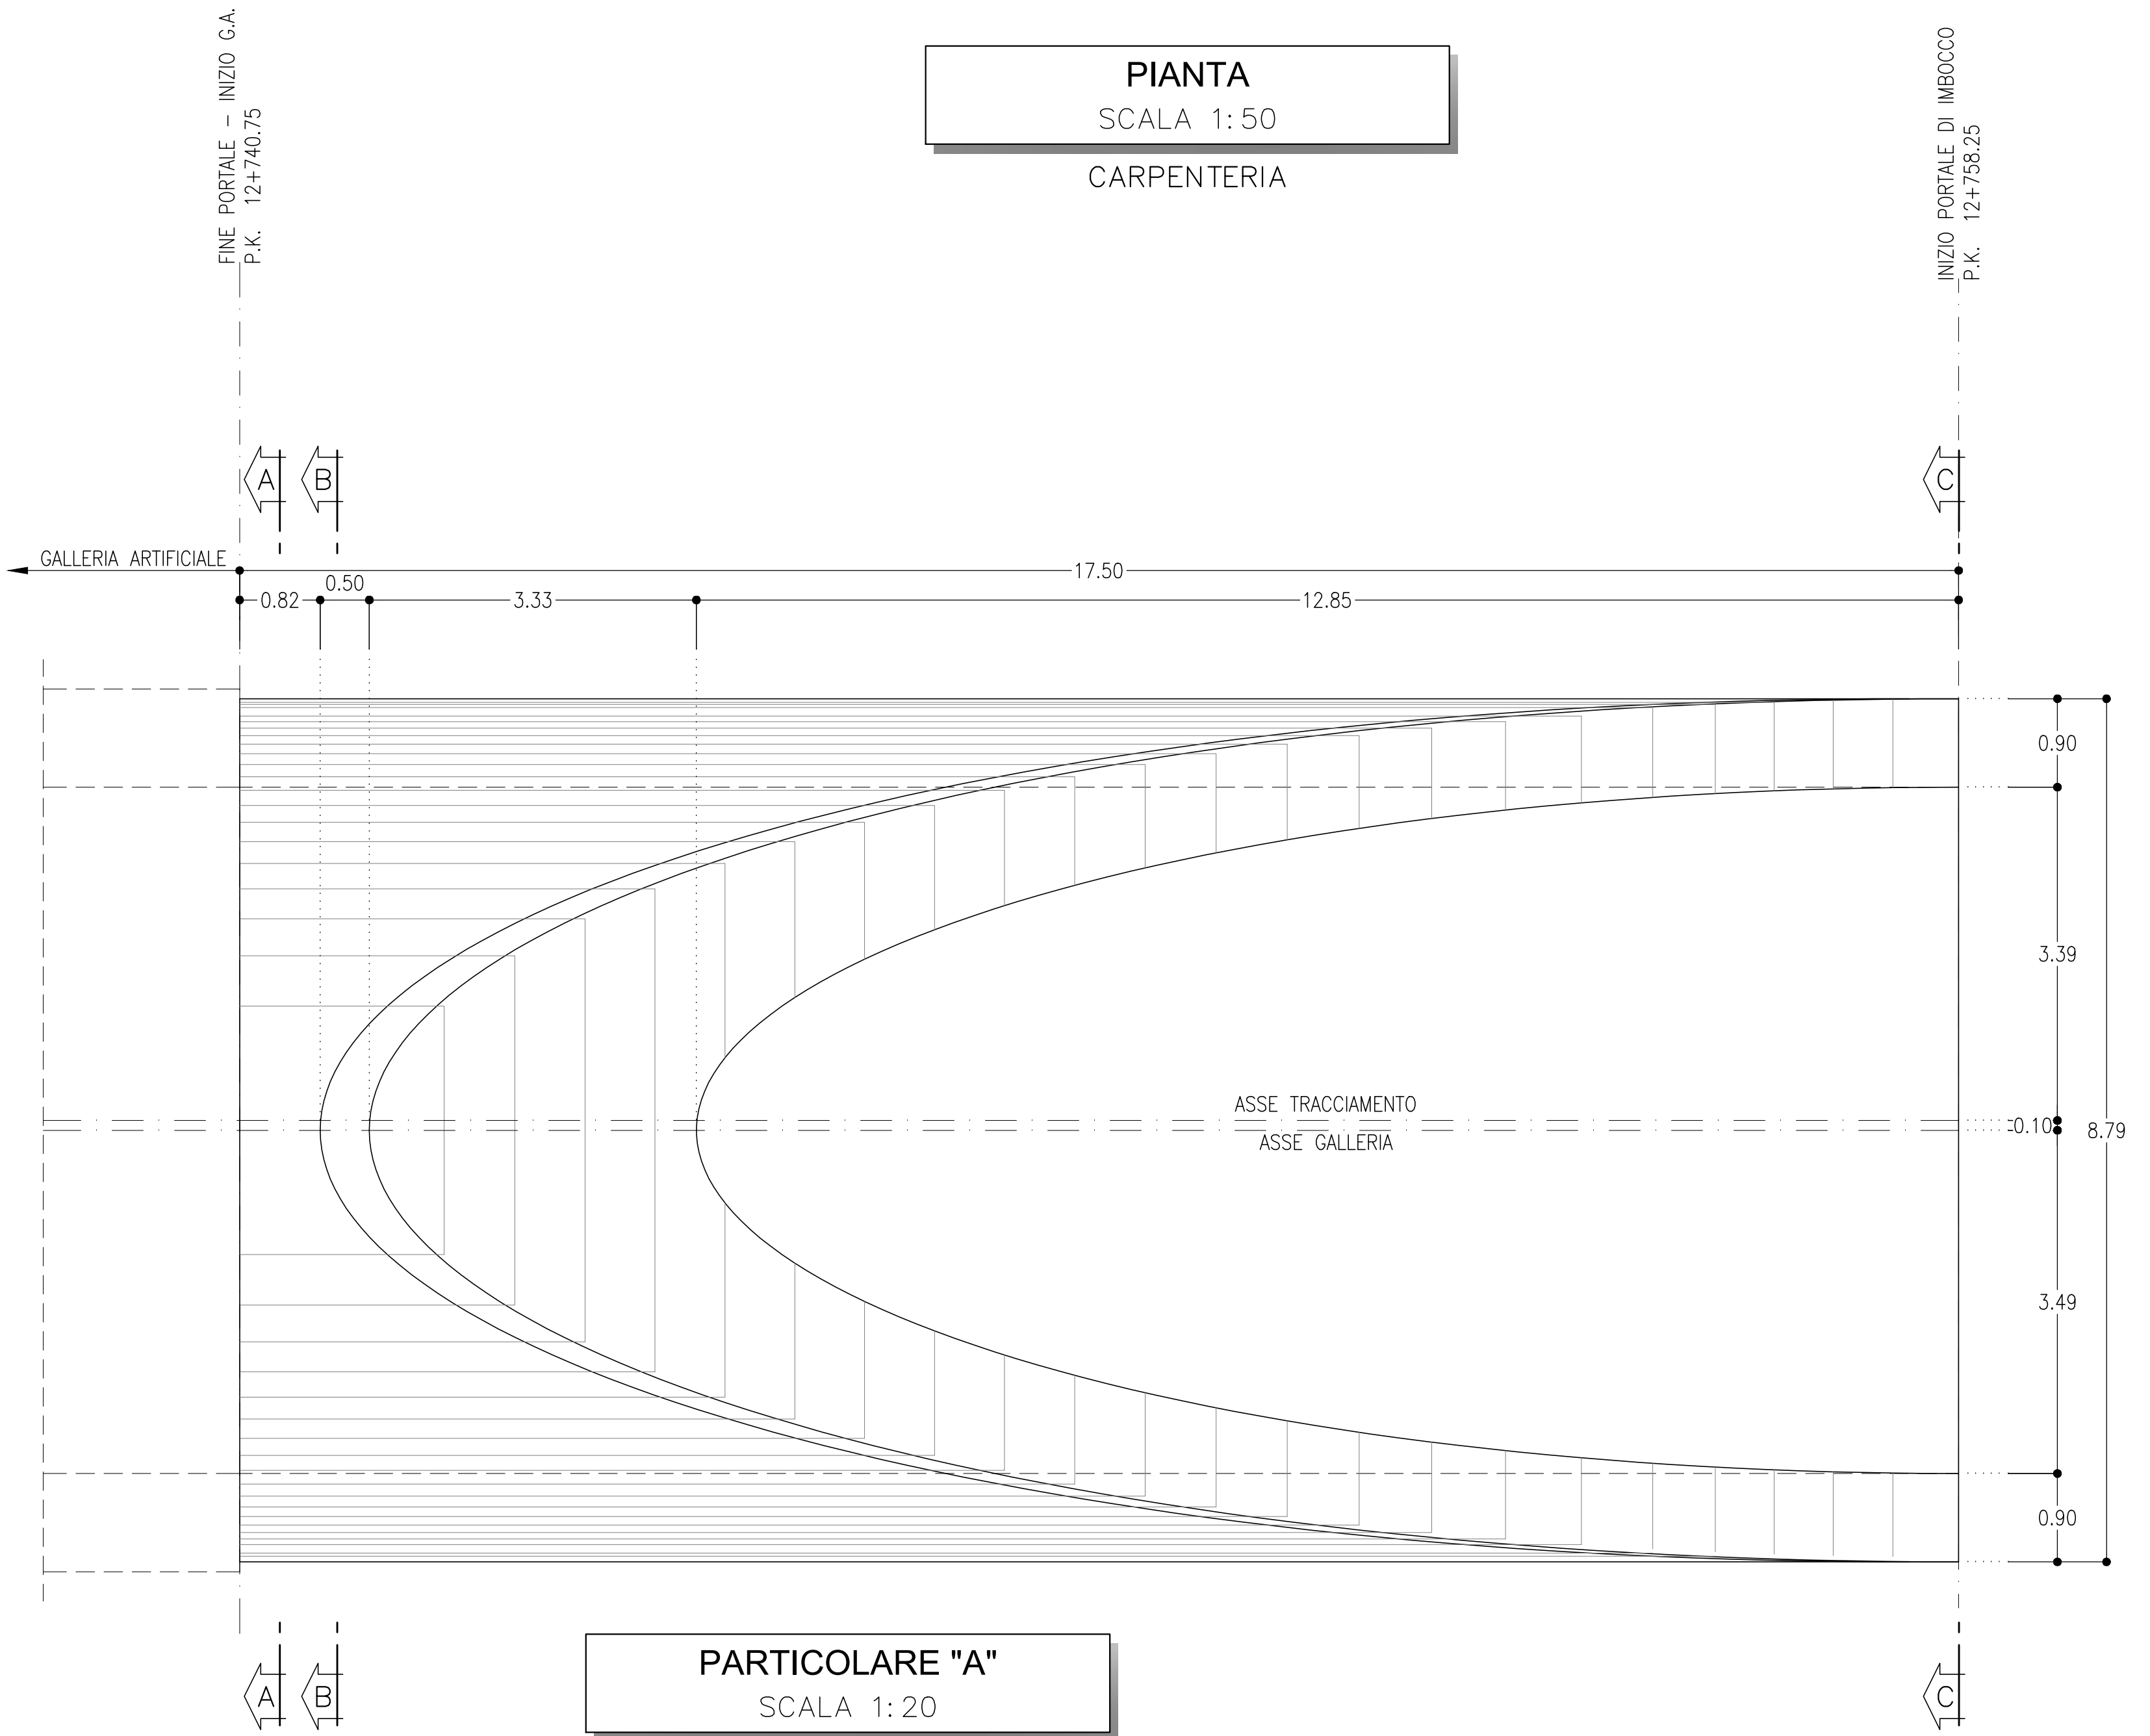 FINE PORTALE – INIZIO G.A.
P.K. 12+740.75
PIANTA
SCALA 1:50
CARPENTERIA
INIZIO PORTALE DI IMBOCCO
P.K. 12+758.25
A
B
C
GALLERIA ARTIFICIALE
17.50
0.82
0.50
3.33
12.85
0.90
3.39
ASSE TRACCIAMENTO
ASSE GALLERIA
0.10
8.79
3.49
0.90
A
B
C
PARTICOLARE "A"
SCALA 1:20